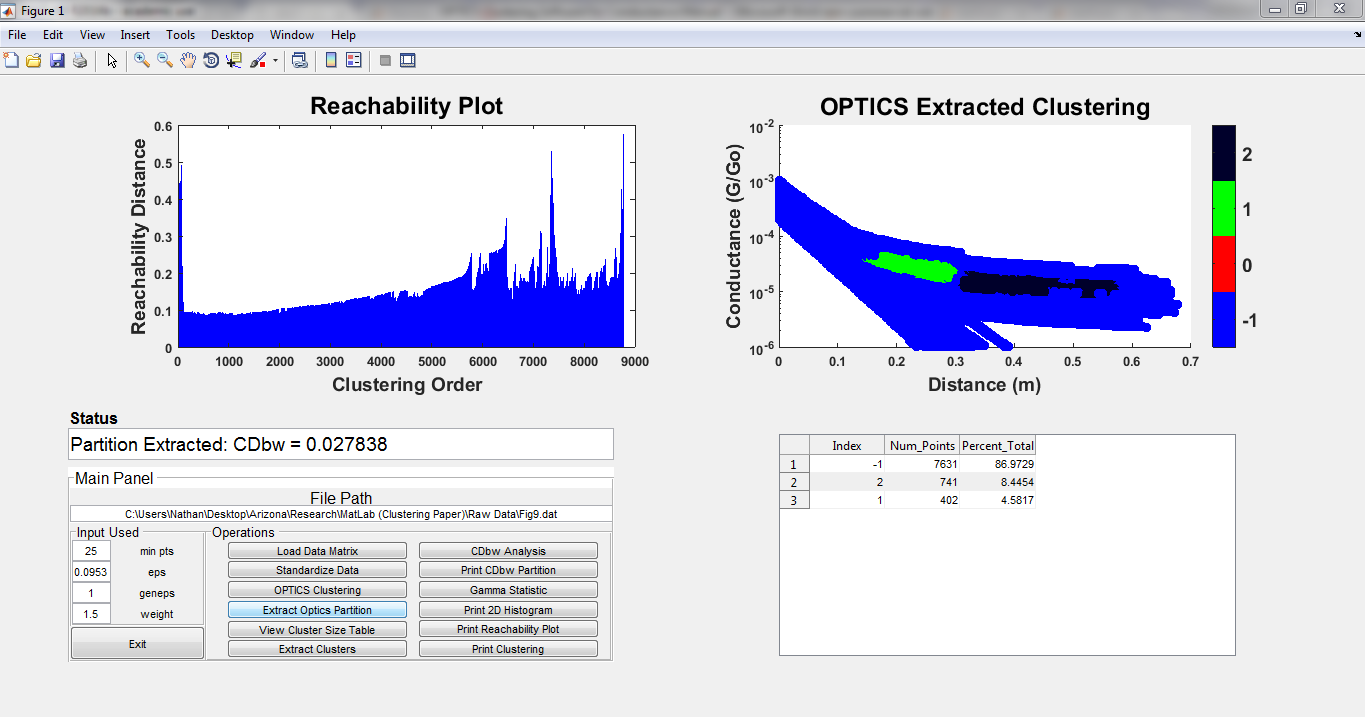 Figure 1
File Edit View Insert Tools Desktop Window Help
Reachability Plot
Reachability Distance
0.6
0.5
0.4
0.3
0.2
0.1
0
0 1000 2000 3000 4000 5000 6000 7000 8000 9000
Clustering Order
OPTICS Extracted Clustering
Conductance (G/Go)
10^-2
10^-3
10^-4
10^-5
10^-6
0 0.1 0.2 0.3 0.4 0.5 0.6 0.7
Distance (m)
2
1
0
-1
Status
Partition Extracted: CDbw = 0.027838
Main Panel
File Path
C:\Users\Nathan\Desktop\Arizona\Research\MatLab (Clustering Paper)\Raw Data\Fig9.dat
Input Used
25 min pts
0.0953 eps
1 geneps
1.5 weight
Exit
Operations
Load Data Matrix CDbw Analysis
Standardize Data Print CDbw Partition
OPTICS Clustering Gamma Statistic
Extract Optics Partition Print 2D Histogram
View Cluster Size Table Print Reachability Plot
Extract Clusters Print Clustering
Index Num_Points Percent_Total
1 -1 7631 86.9729
2 2 741 8.4454
3 1 402 4.5817